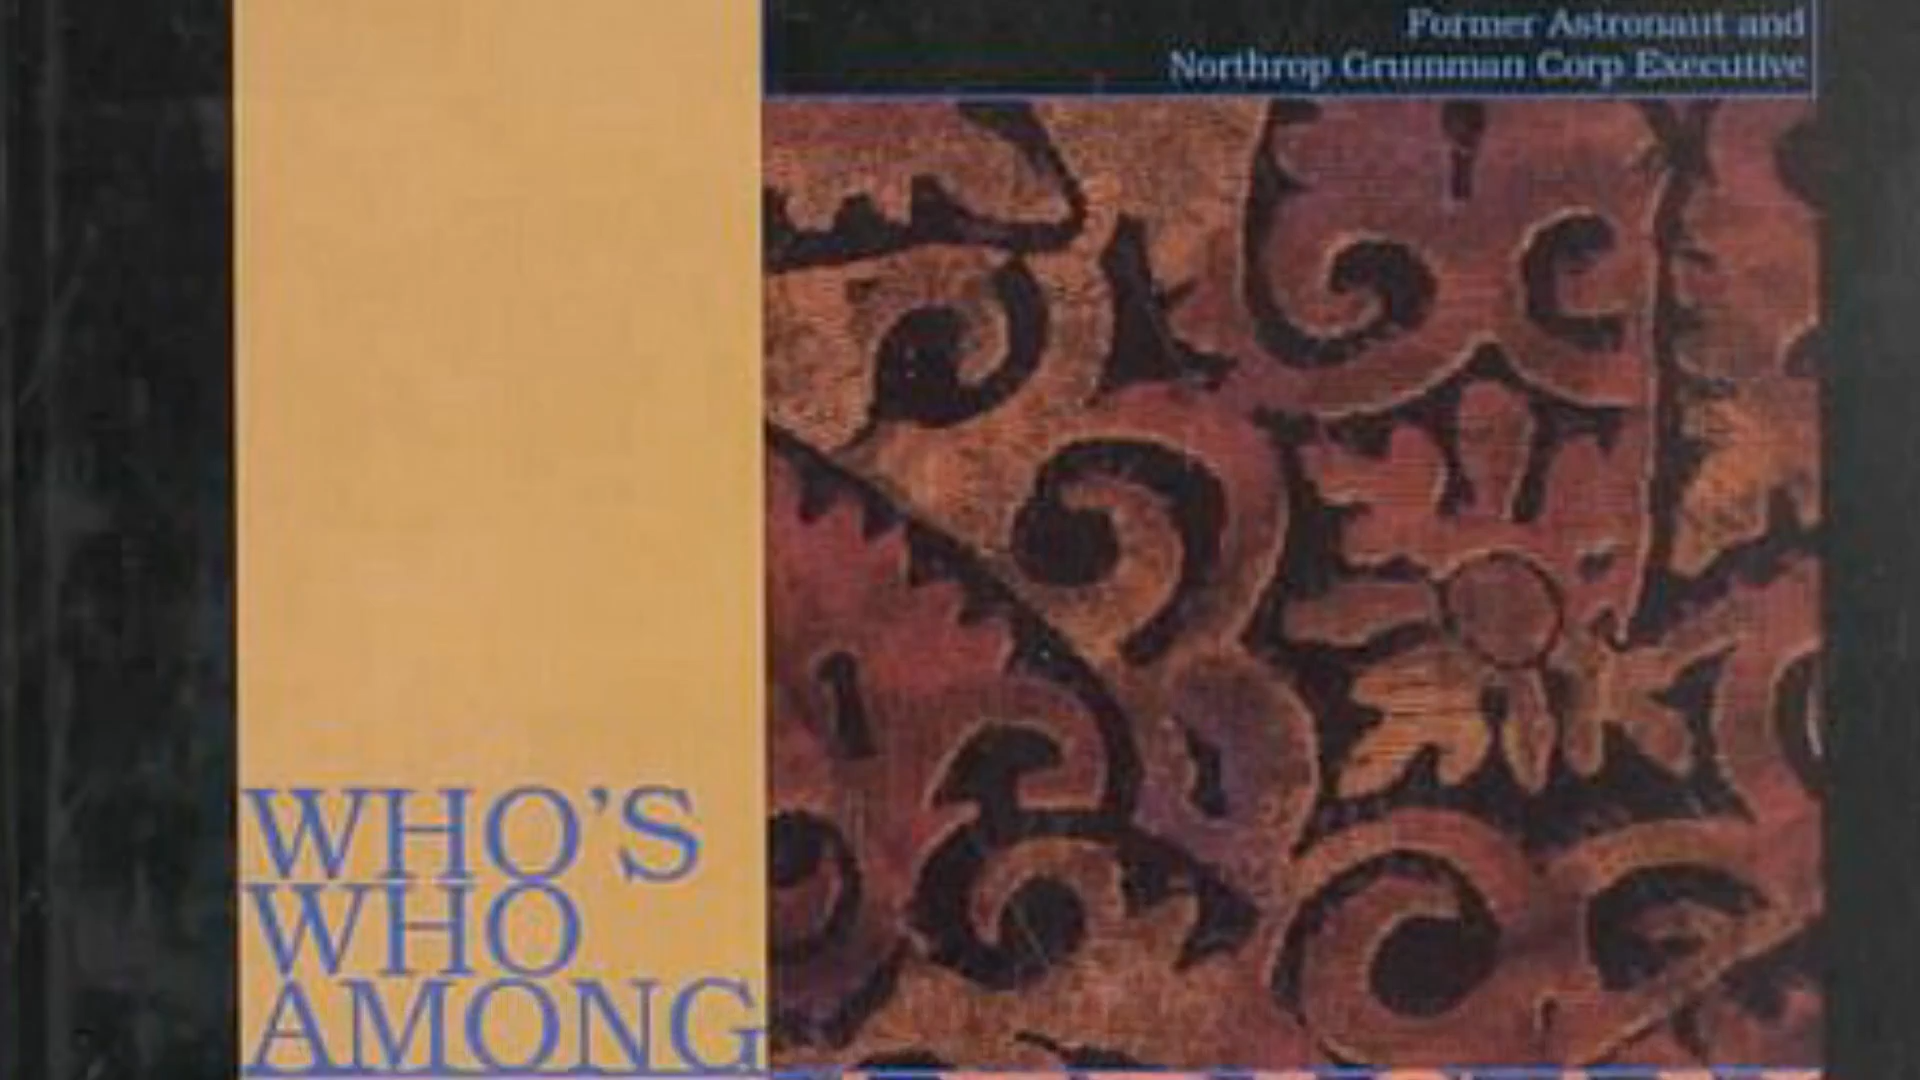 Former Astronaut and
Northrop Grumman Corp Executive
WHO'S
WHO
AMONG